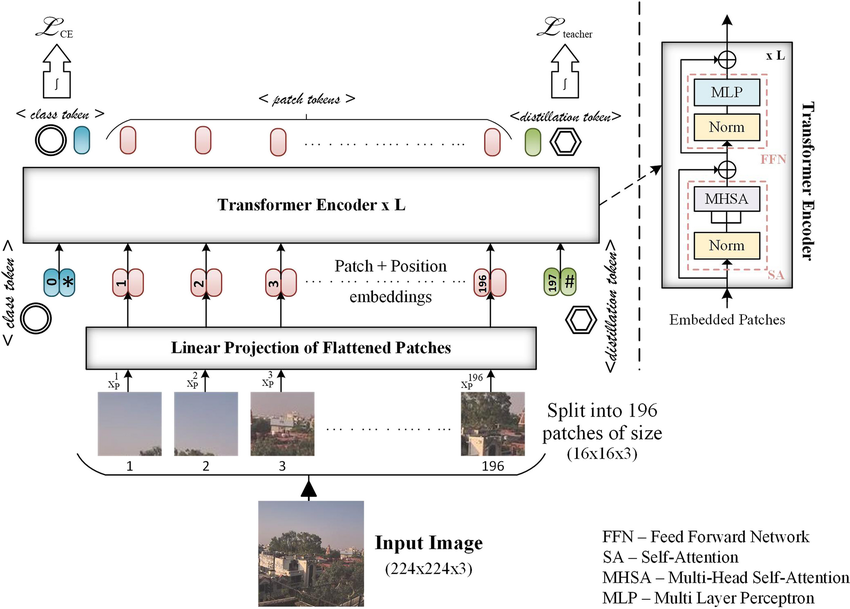 ℒ CE
ℒ teacher
∫
∫
< class token >
< patch tokens >
<distillation token>
... ... ... ... ...
Transformer Encoder x L
< class token >
0 *
1
2
3
Patch + Position
... ... ... ... ... ...
embeddings
196
197 #
<distillation token>
Linear Projection of Flattened Patches
x_P^1
x_P^2
x_P^3
x_P^196
... ... ... ...
1
2
3
196
Split into 196
patches of size
(16x16x3)
Input Image
(224x224x3)
x L
MLP
Norm
FFN
MHSA
Norm
SA
Transformer Encoder
Embedded Patches
FFN – Feed Forward Network
SA – Self-Attention
MHSA – Multi-Head Self-Attention
MLP – Multi Layer Perceptron